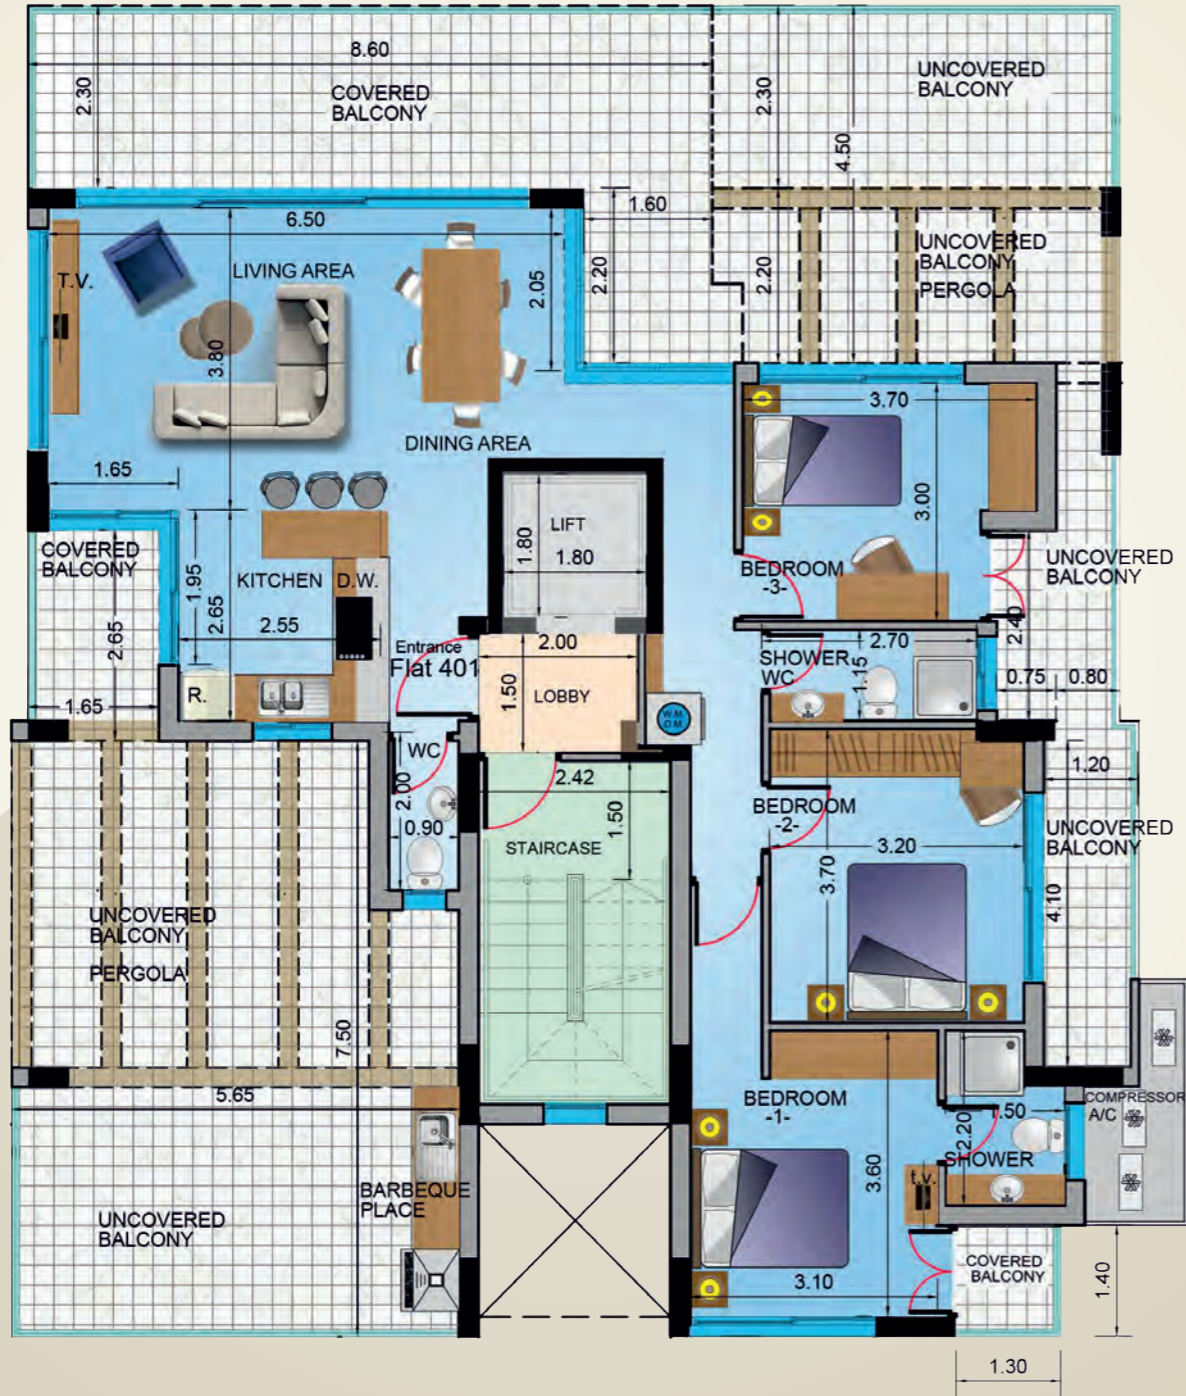 8.60
2.30
COVERED
BALCONY
UNCOVERED
BALCONY
2.30
4.50
6.50
1.60
LIVING AREA
T.V.
2.05
2.20
2.20
UNCOVERED
BALCONY
PERGOLA
3.80
DINING AREA
3.70
1.65
3.00
LIFT
1.80
1.80
COVERED
BALCONY
1.95
KITCHEN
D.W.
2.65
2.65
2.55
BEDROOM
-3-
UNCOVERED
BALCONY
2.40
Entrance
Flat 401
2.00
1.50
LOBBY
SHOWER
WC
2.70
1.15
0.75
0.80
R.
1.65
W.M.
D.M.
WC
2.00
0.90
2.42
1.50
STAIRCASE
BEDROOM
-2-
3.20
3.70
1.20
UNCOVERED
BALCONY
4.10
UNCOVERED
BALCONY
PERGOLA
7.50
5.65
BEDROOM
-1-
3.60
.50
2.20
SHOWER
t.v.
COMPRESSOR
A/C
BARBEQUE
PLACE
UNCOVERED
BALCONY
3.10
COVERED
BALCONY
1.40
1.30